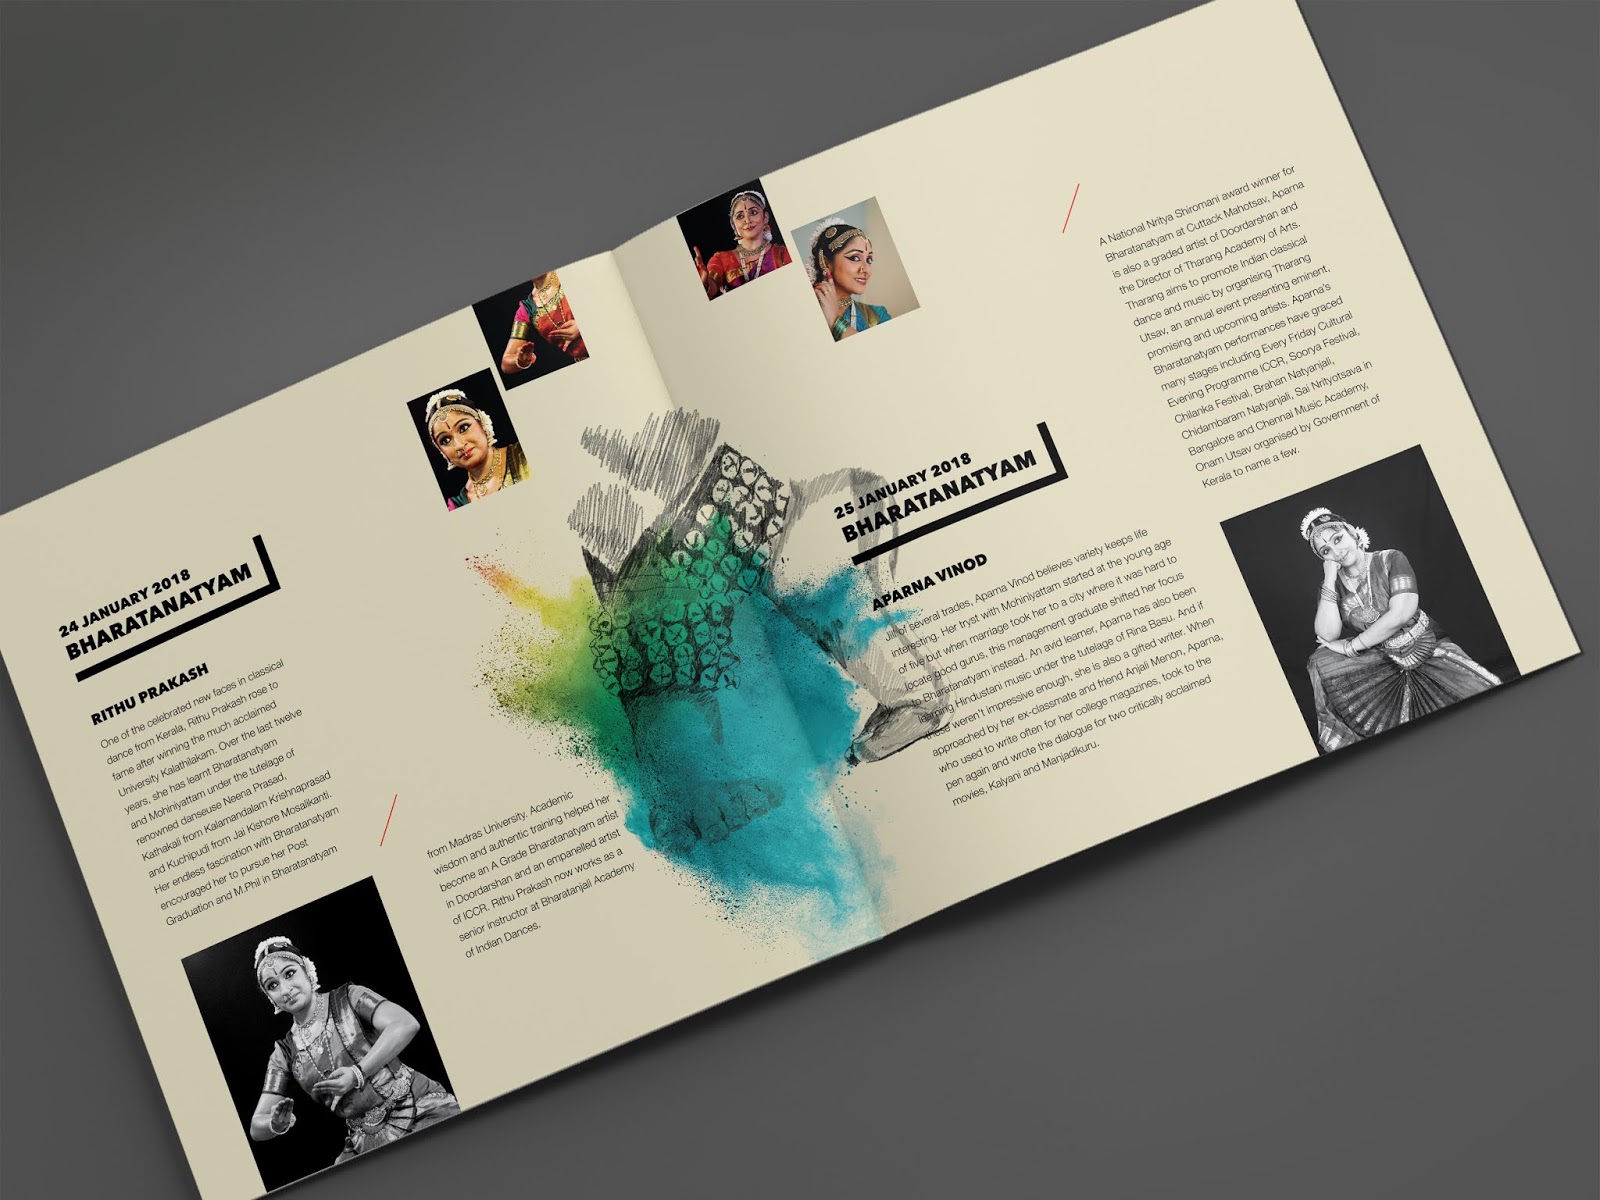 24 JANUARY 2018
BHARATANATYAM
RITHU PRAKASH
One of the celebrated new faces in classical
dance from Kerala, Rithu Prakash rose to
fame after winning the much acclaimed
University Kalathilakam. Over the last twelve
years, she has learnt Bharatanatyam
and Mohiniyattam under the tutelage of
renowned danseuse Neena Prasad,
Kathakali from Kalamandalam Krishnaprasad
and Kuchipudi from Jai Kishore Mosalikanti.
Her endless fascination with Bharatanatyam
encouraged her to pursue her Post
Graduation and M.Phil in Bharatanatyam
from Madras University. Academic
wisdom and authentic training helped her
become an A Grade Bharatanatyam artist
in Doordarshan and an empanelled artist
of ICCR. Rithu Prakash now works as a
senior instructor at Bharatanjali Academy
of Indian Dances.
25 JANUARY 2018
BHARATANATYAM
APARNA VINOD
Jill of several trades, Aparna Vinod believes variety keeps life
interesting. Her tryst with Mohiniyattam started at the young age
of five but when marriage took her to a city where it was hard to
locate good gurus, this management graduate shifted her focus
to Bharatanatyam instead. An avid learner, Aparna has also been
learning Hindustani music under the tutelage of Rina Basu. And if
those weren't impressive enough, she is also a gifted writer. When
approached by her ex-classmate and friend Anjali Menon, Aparna,
who used to write often for her college magazines, took to the
pen again and wrote the dialogue for two critically acclaimed
movies, Kalyani and Manjadikuru.
A National Nritya Shiromani award winner for
Bharatanatyam at Cuttack Mahotsav, Aparna
is also a graded artist of Doordarshan and
the Director of Tharang Academy of Arts.
Tharang aims to promote Indian classical
dance and music by organising Tharang
Utsav, an annual event presenting eminent,
promising and upcoming artists. Aparna's
Bharatanatyam performances have graced
many stages including Every Friday Cultural
Evening Programme ICCR, Soorya Festival,
Chilanka Festival, Brahan Natyanjali,
Chidambaram Natyanjali, Sai Nrityotsava in
Bangalore and Chennai Music Academy,
Onam Utsav organised by Government of
Kerala to name a few.